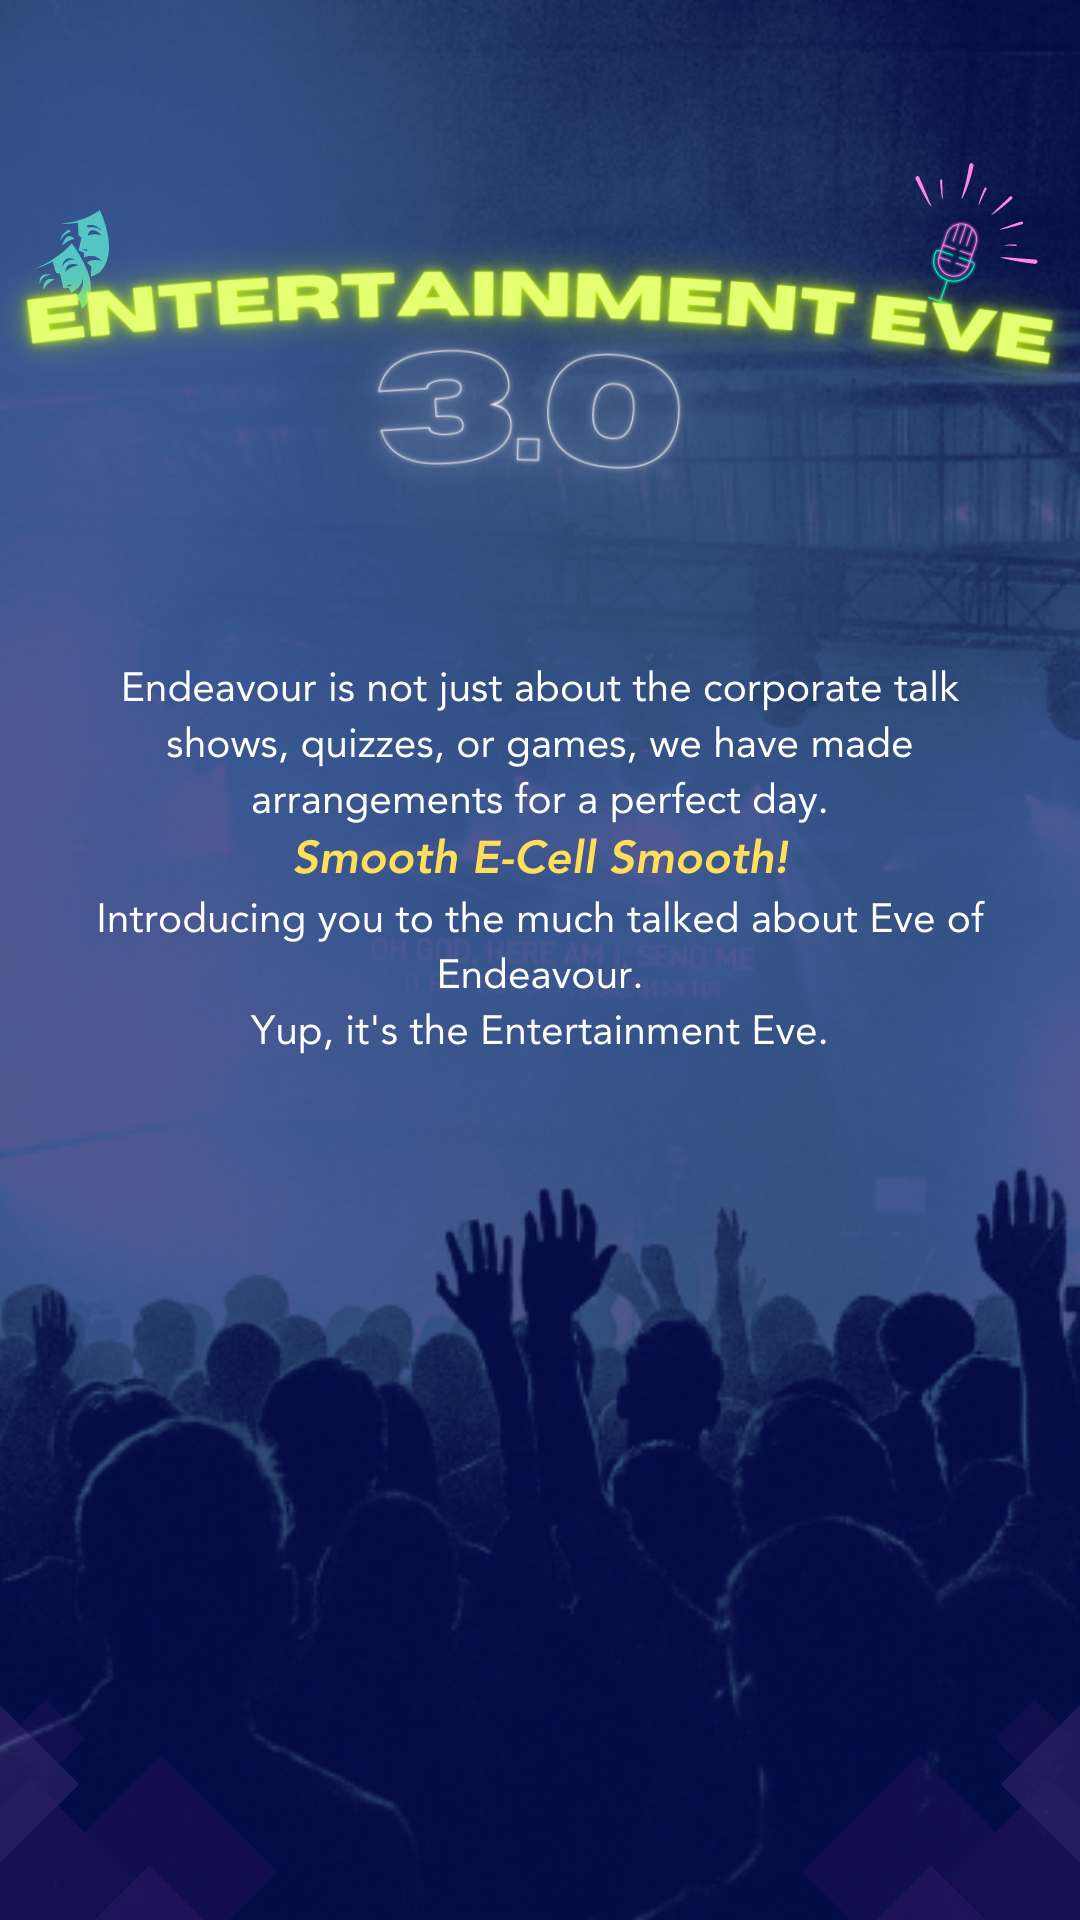 ENTERTAINMENT EVE
3.0
Endeavour is not just about the corporate talk
shows, quizzes, or games, we have made
arrangements for a perfect day.
Smooth E-Cell Smooth!
Introducing you to the much talked about Eve of
OH GOD, HERE AM I, SEND ME
Endeavour.
Yup, it's the Entertainment Eve.